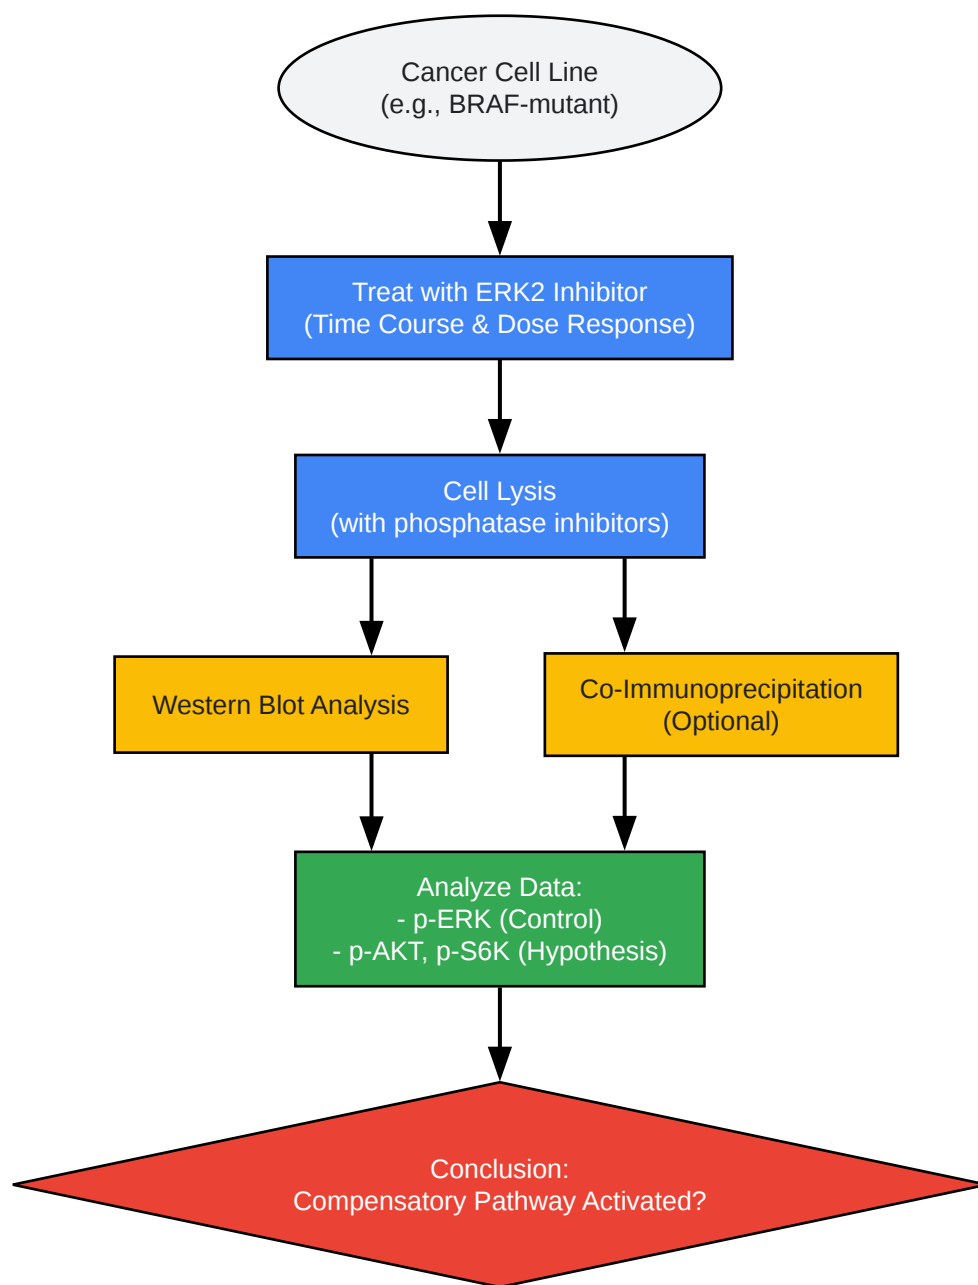 Cancer Cell Line
(e.g., BRAF-mutant)
Treat with ERK2 Inhibitor
(Time Course & Dose Response)
Cell Lysis
(with phosphatase inhibitors)
Western Blot Analysis
Co-Immunoprecipitation
(Optional)
Analyze Data:
- p-ERK (Control)
- p-AKT, p-S6K (Hypothesis)
Conclusion:
Compensatory Pathway Activated?